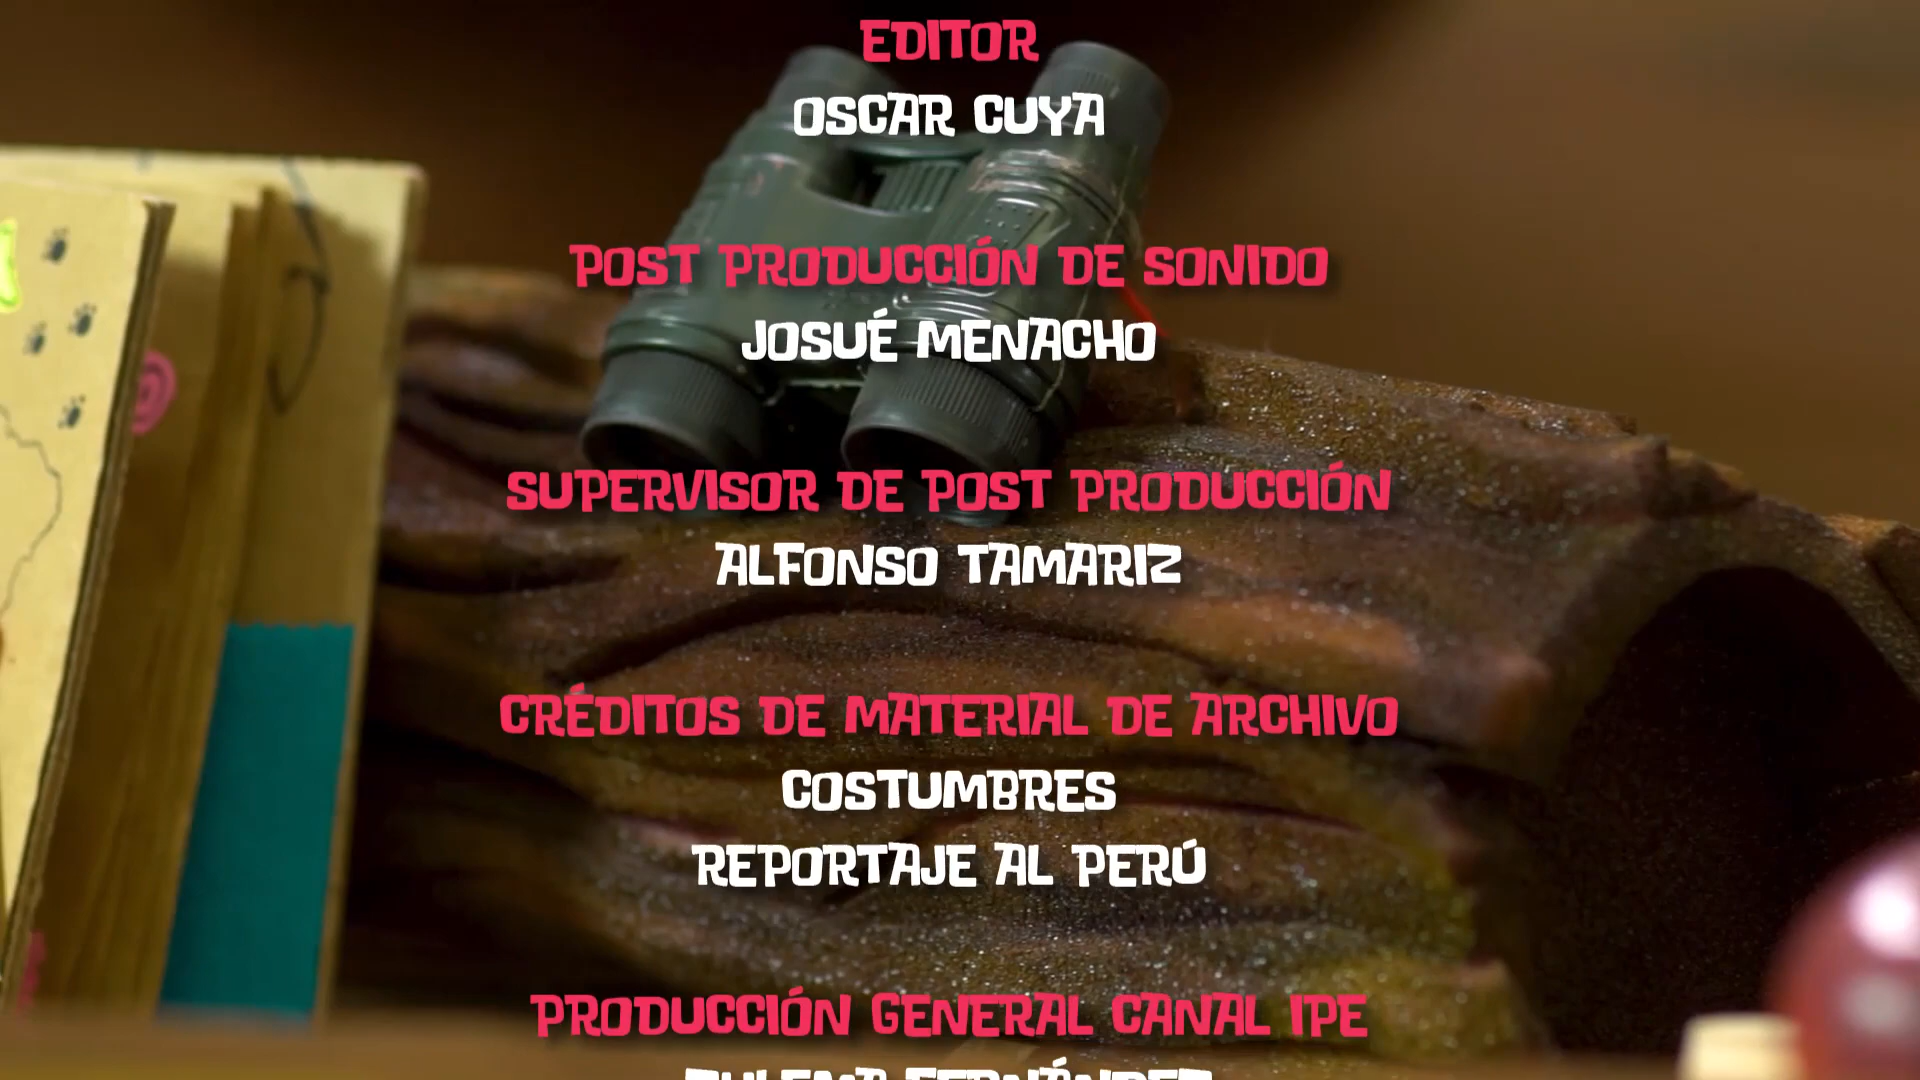 EDITOR
OSCAR CUYA
POST PRODUCCIÓN DE SONIDO
JOSUÉ MENACHO
SUPERVISOR DE POST PRODUCCIÓN
ALFONSO TAMARIZ
CRÉDITOS DE MATERIAL DE ARCHIVO
COSTUMBRES
REPORTAJE AL PERÚ
PRODUCCIÓN GENERAL CANAL IPE